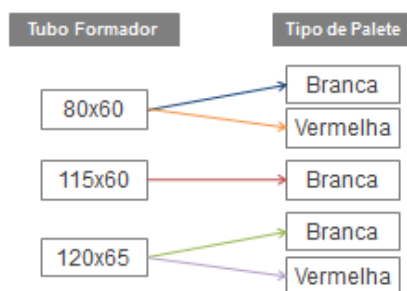 Tubo Formador
Tipo de Palete
80x60
Branca
Vermelha
115x60
Branca
120x65
Branca
Vermelha